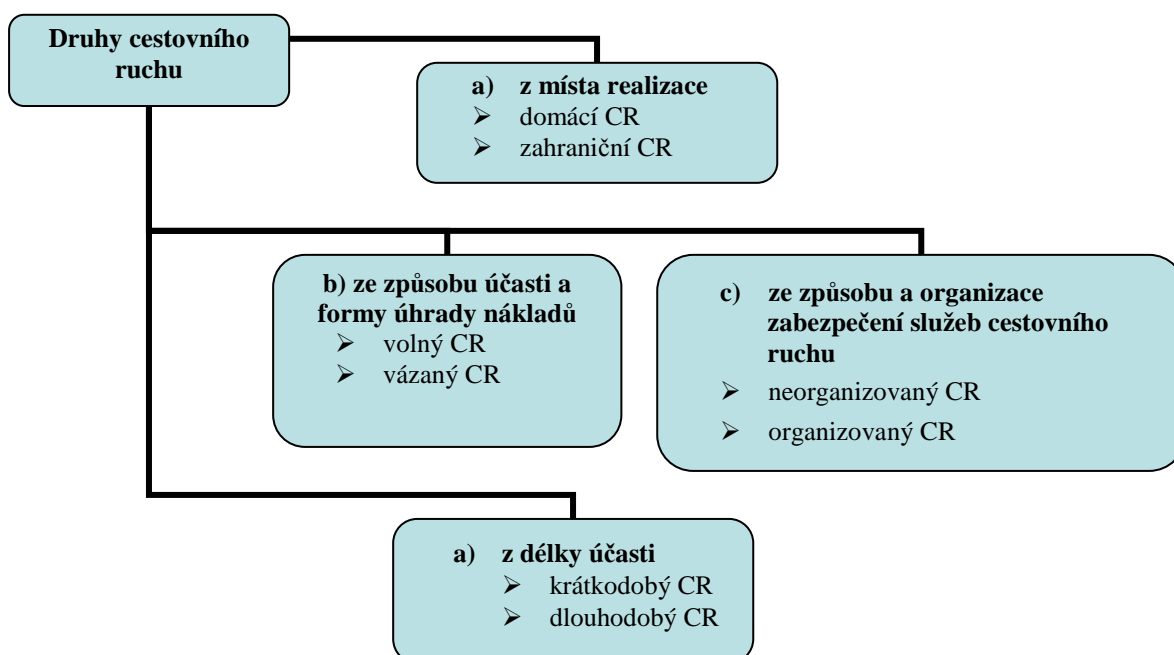 Druhy cestovního
ruchu
a) z místa realizace
➢ domácí CR
➢ zahraniční CR
b) ze způsobu účasti a
formy úhrady nákladů
➢ volný CR
➢ vázaný CR
c) ze způsobu a organizace
zabezpečení služeb cestovního
ruchu
➢ neorganizovaný CR
➢ organizovaný CR
a) z délky účasti
➢ krátkodobý CR
➢ dlouhodobý CR